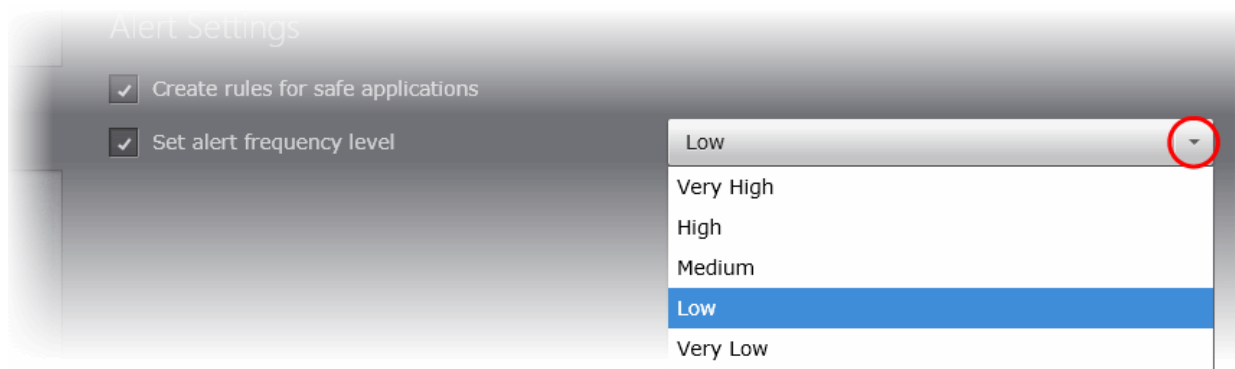 Alert Settings
Create rules for safe applications
Set alert frequency level
Low
Very High
High
Medium
Low
Very Low